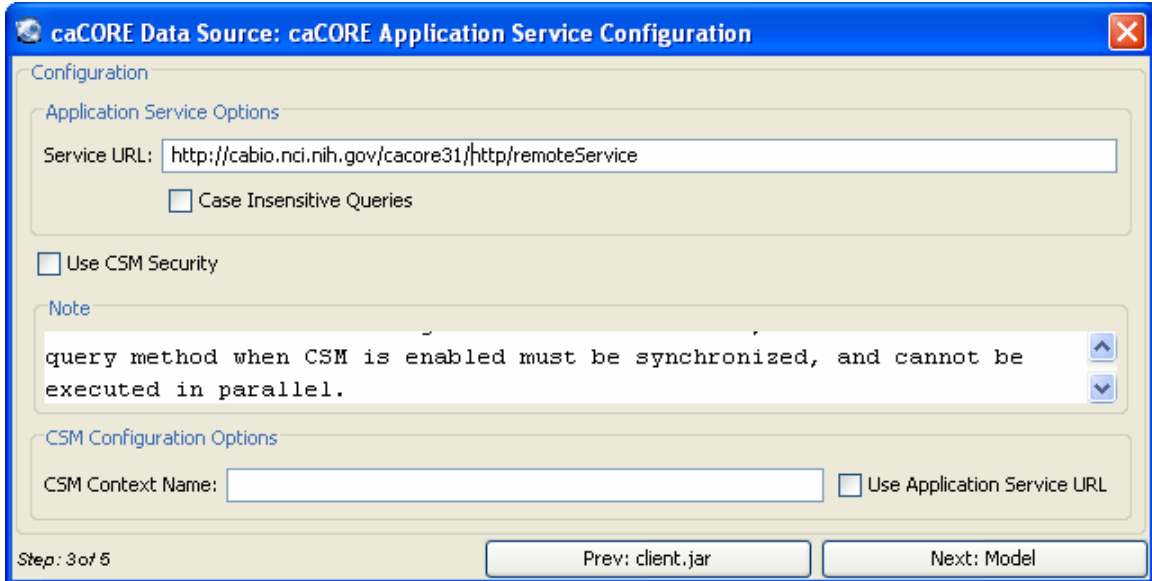 caCORE Data Source: caCORE Application Service Configuration
Configuration
Application Service Options
Service URL: http://cabio.nci.nih.gov/cacore31/http/remoteService
Case Insensitive Queries
Use CSM Security
Note
query method when CSM is enabled must be synchronized, and cannot be
executed in parallel.
CSM Configuration Options
CSM Context Name: Use Application Service URL
Step: 3 of 5 Prev: client.jar Next: Model